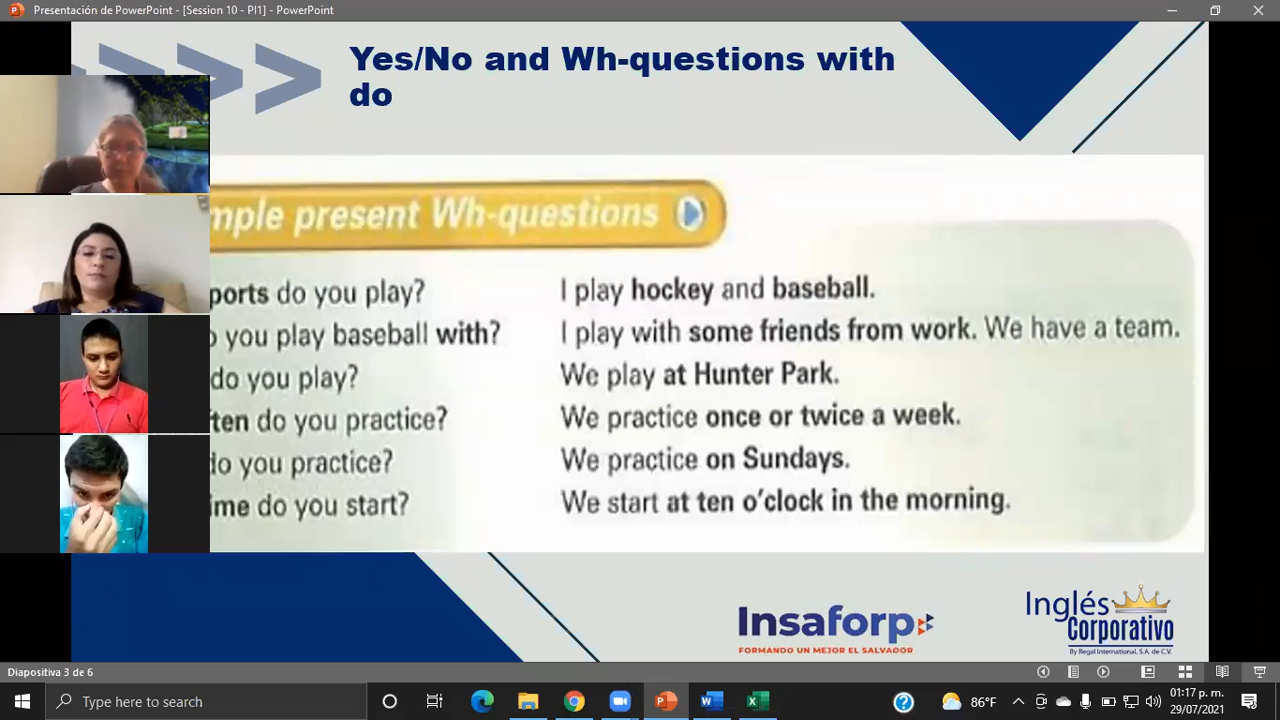 Presentación de PowerPoint - [Session 10 - PI1] - PowerPoint
Yes/No and Wh-questions with
do
mple present Wh-questions
ports do you play? I play hockey and baseball.
o you play baseball with? I play with some friends from work. We have a team.
do you play? We play at Hunter Park.
ften do you practice? We practice once or twice a week.
do you practice? We practice on Sundays.
ime do you start? We start at ten o'clock in the morning.
Insaforp
FORMANDO UN MEJOR EL SALVADOR
Inglés
Corporativo
By Regal International, S.A. de C.V.
Diapositiva 3 de 6
Type here to search
86°F
01:17 p. m.
29/07/2021